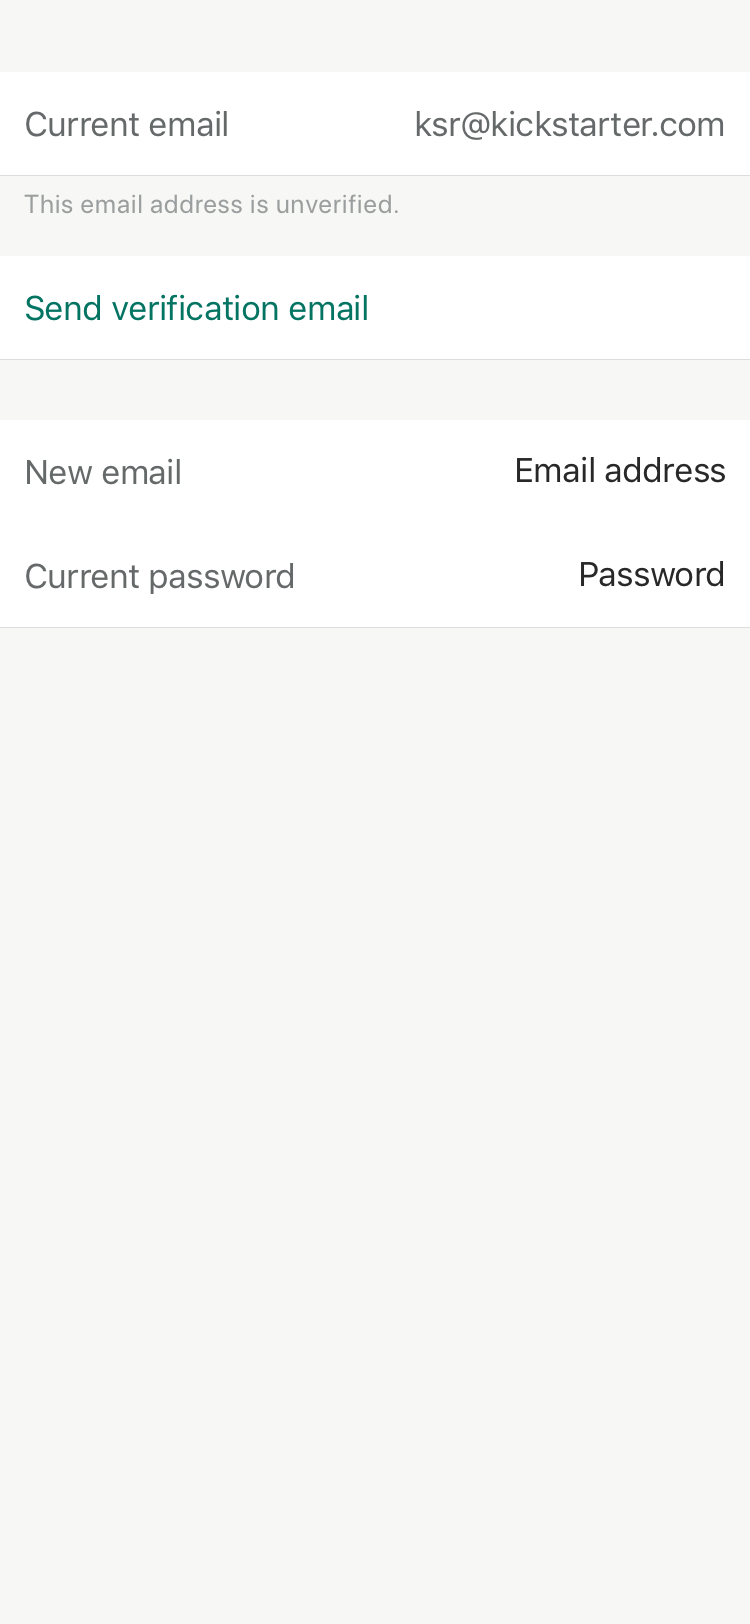 Current email ksr@kickstarter.com
This email address is unverified.
Send verification email
New email Email address
Current password Password